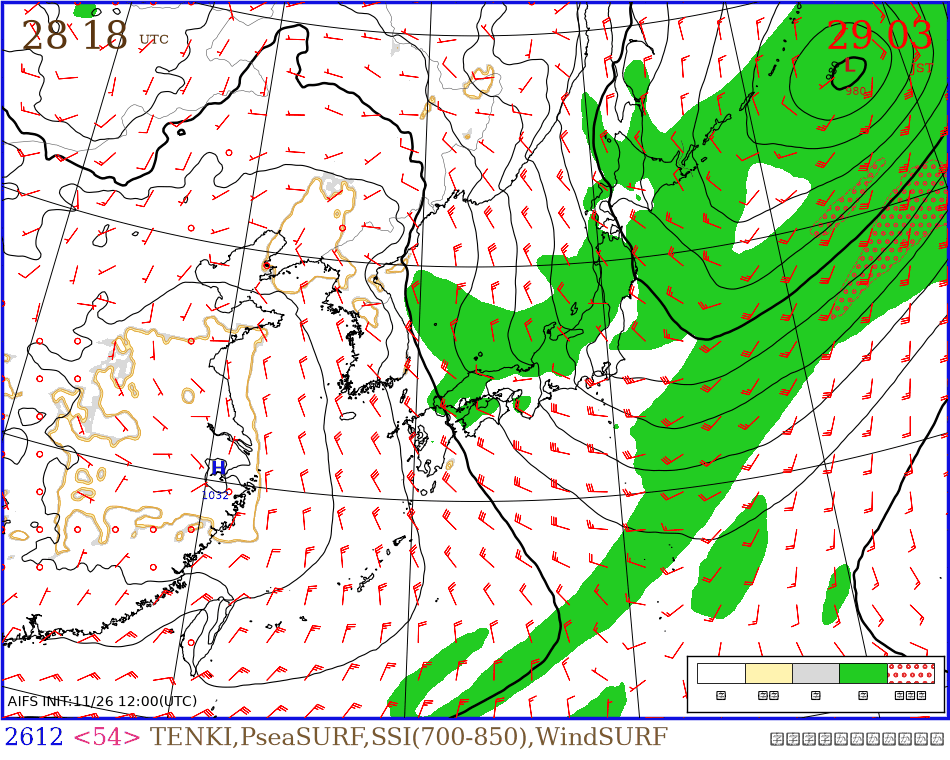 28 18 UTC
29 03 JST
L
980
980
H
1032
AIFS INIT:11/26 12:00(UTC)
2612 <54> TENKI,PseaSURF,SSI(700-850),WindSURF